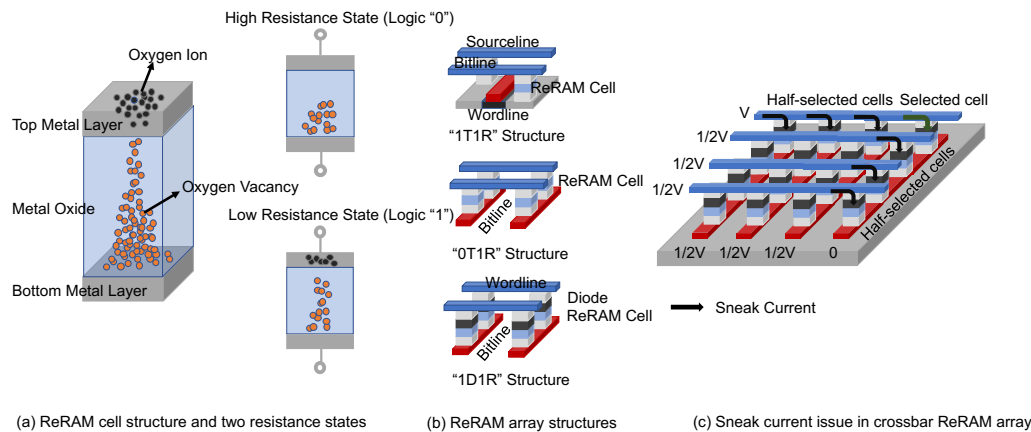 High Resistance State (Logic “0”)
Oxygen Ion
Top Metal Layer
Metal Oxide
Oxygen Vacancy
Bottom Metal Layer
Low Resistance State (Logic “1”)
(a) ReRAM cell structure and two resistance states
Sourceline
Bitline
ReRAM Cell
Wordline
“1T1R” Structure
ReRAM Cell
Bitline
“0T1R” Structure
Wordline
Diode
ReRAM Cell
Bitline
“1D1R” Structure
(b) ReRAM array structures
Half-selected cells
Selected cell
V
1/2V
1/2V
1/2V
Half-selected cells
1/2V
1/2V
1/2V
0
Sneak Current
(c) Sneak current issue in crossbar ReRAM array